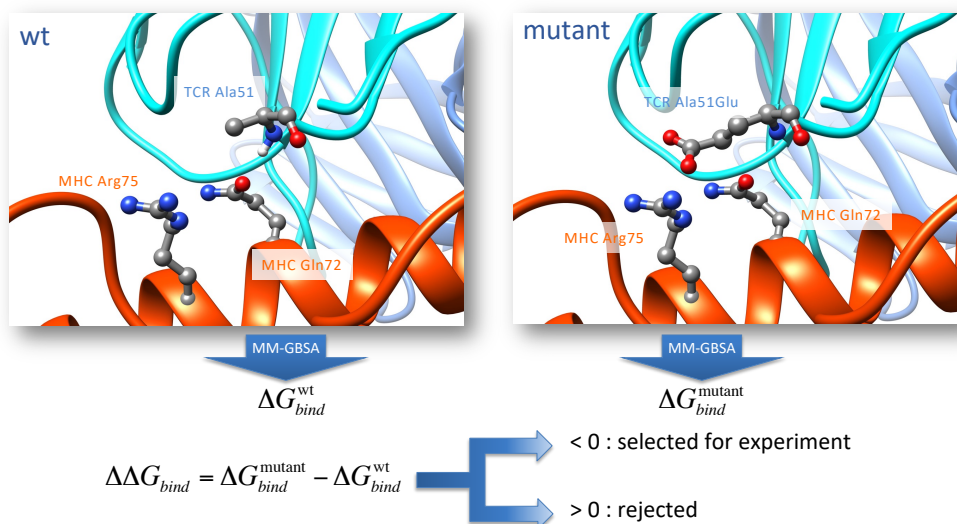 wt
TCR Ala51
MHC Arg75
MHC Gln72
mutant
TCR Ala51Glu
MHC Gln72
MHC Arg75
MM-GBSA
MM-GBSA
ΔG_bind^wt
ΔG_bind^mutant
< 0 : selected for experiment
ΔΔG_bind = ΔG_bind^mutant − ΔG_bind^wt
> 0 : rejected